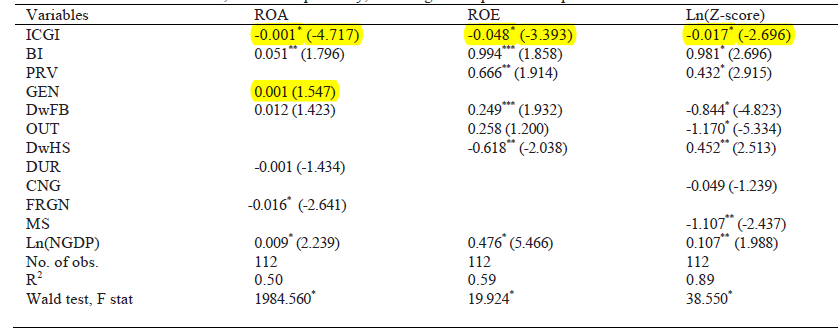 Variables ROA ROE Ln(Z-score)
ICGI -0.001* (-4.717) -0.048* (-3.393) -0.017* (-2.696)
BI 0.051** (1.796) 0.994*** (1.858) 0.981* (2.696)
PRV 0.666** (1.914) 0.432* (2.915)
GEN 0.001 (1.547)
DwFB 0.012 (1.423) 0.249*** (1.932) -0.844* (-4.823)
OUT 0.258 (1.200) -1.170* (-5.334)
DwHS -0.618** (-2.038) 0.452** (2.513)
DUR -0.001 (-1.434)
CNG -0.049 (-1.239)
FRGN -0.016* (-2.641)
MS -1.107** (-2.437)
Ln(NGDP) 0.009* (2.239) 0.476* (5.466) 0.107** (1.988)
No. of obs. 112 112 112
R² 0.50 0.59 0.89
Wald test, F stat 1984.560* 19.924* 38.550*